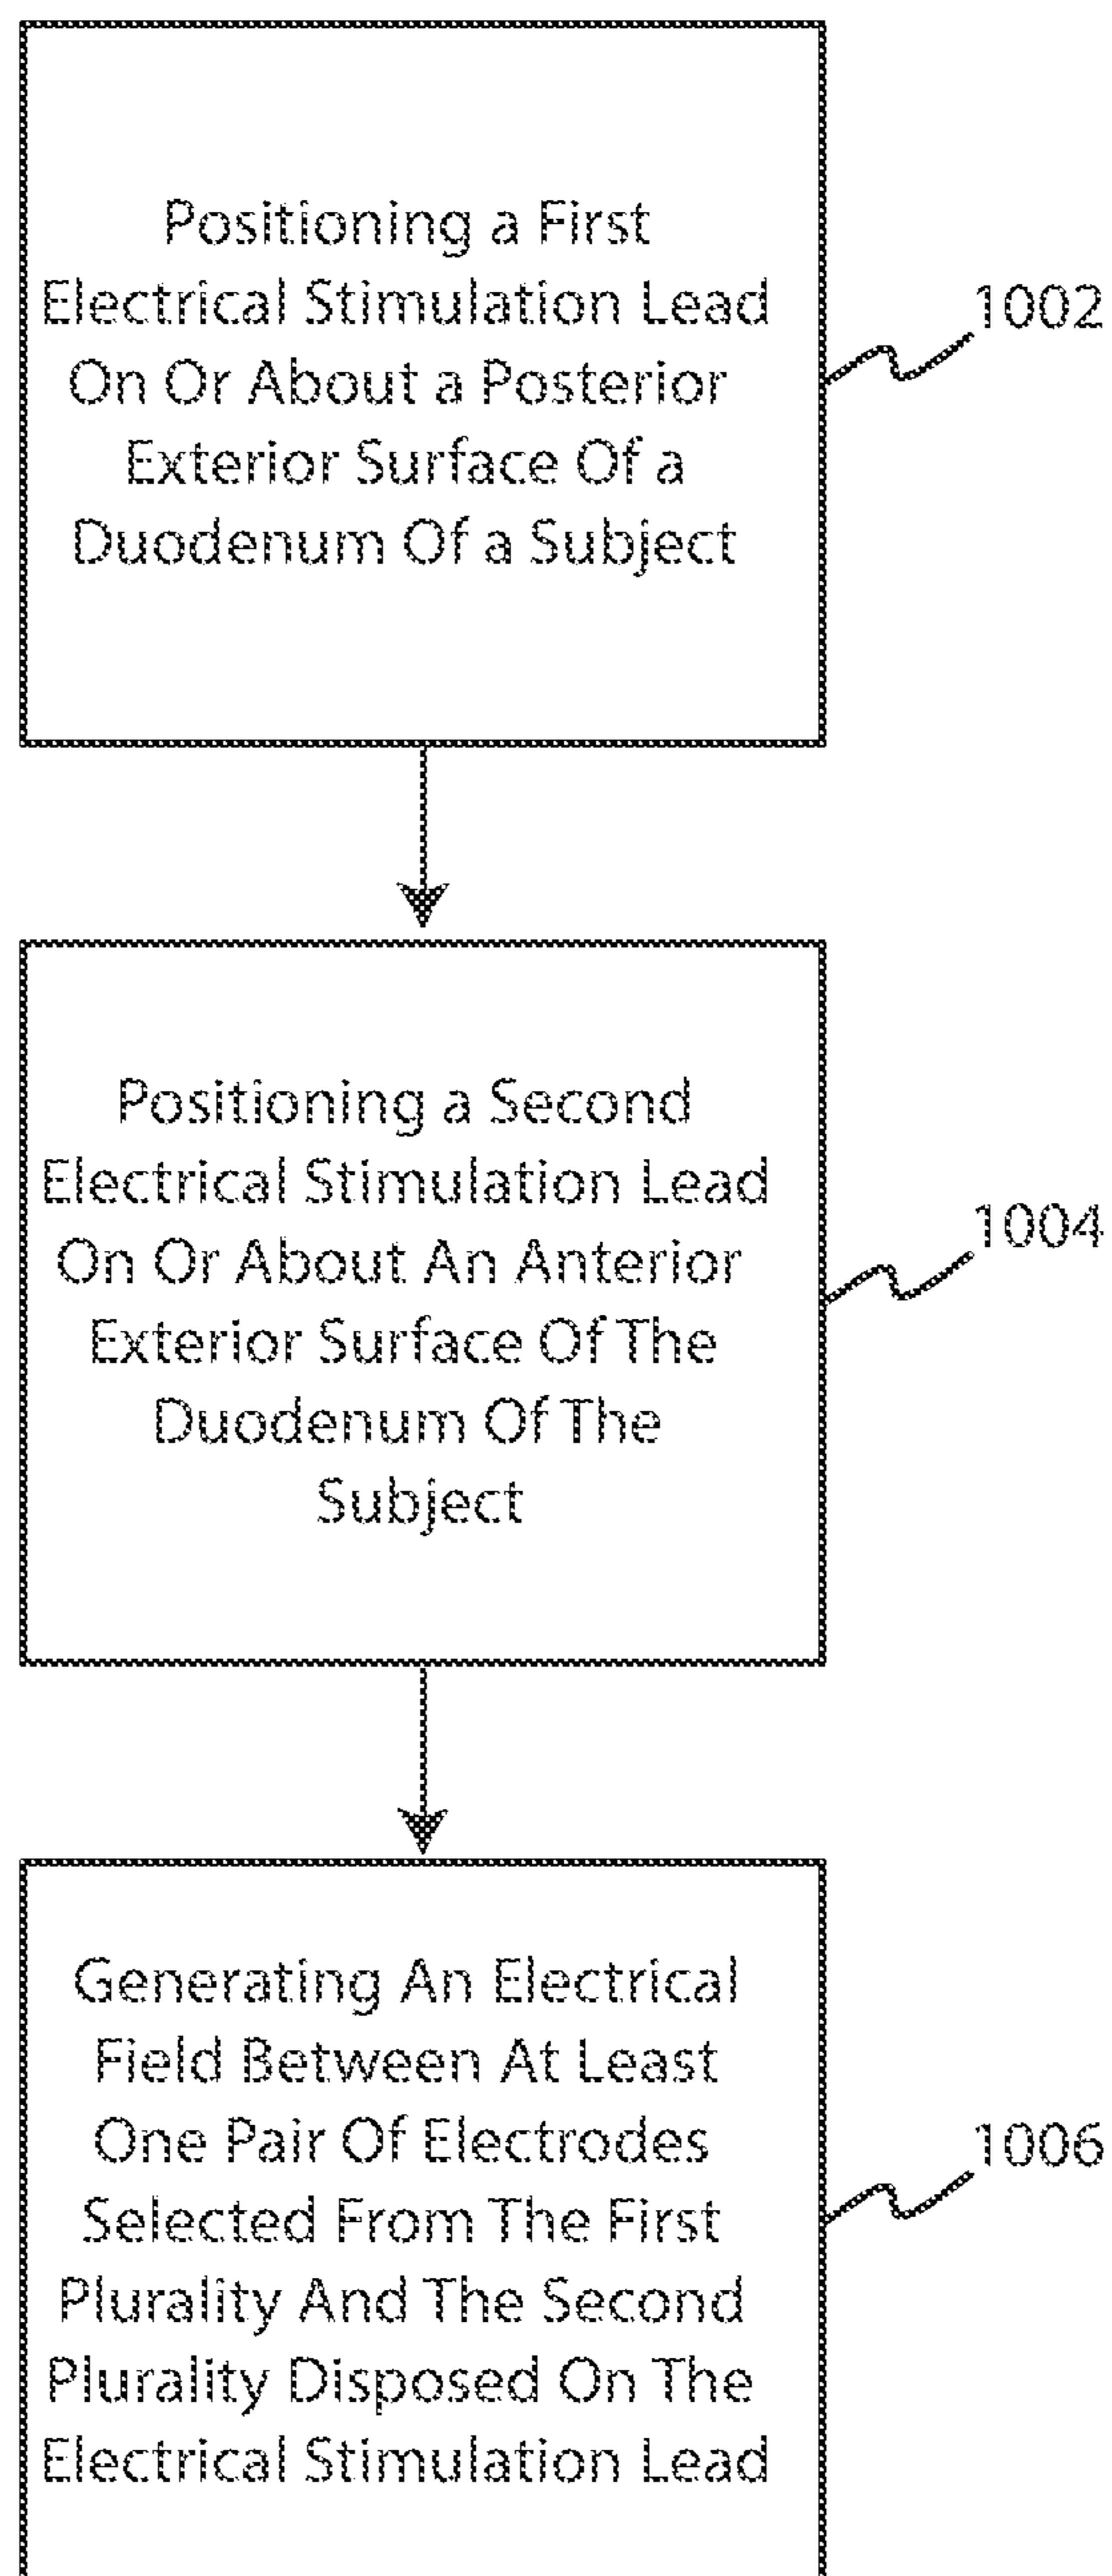 Positioning a First
Electrical Stimulation Lead
On Or About a Posterior
Exterior Surface Of a
Duodenum Of a Subject
1002
Positioning a Second
Electrical Stimulation Lead
On Or About An Anterior
Exterior Surface Of The
Duodenum Of The
Subject
1004
Generating An Electrical
Field Between At Least
One Pair Of Electrodes
Selected From The First
Plurality And The Second
Plurality Disposed On The
Electrical Stimulation Lead
1006